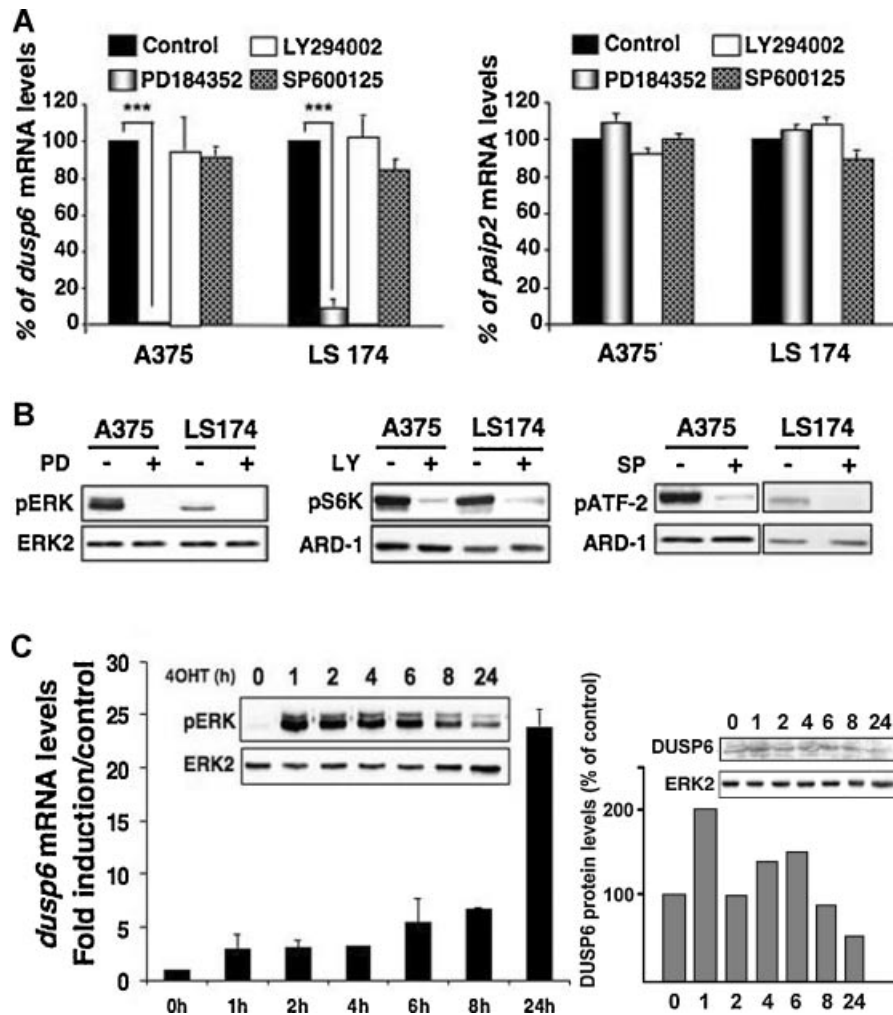 A
Control LY294002
PD184352 SP600125
% of dusp6 mRNA levels
120
100
80
60
40
20
0
***
***
A375 LS 174
Control LY294002
PD184352 SP600125
% of paip2 mRNA levels
120
100
80
60
40
20
0
A375 LS 174
B
A375 LS174
PD - + - +
pERK
ERK2
A375 LS174
LY - + - +
pS6K
ARD-1
A375 LS174
SP - + - +
pATF-2
ARD-1
C
dusp6 mRNA levels
Fold induction/control
30
25
20
15
10
5
0
4OHT (h) 0 1 2 4 6 8 24
pERK
ERK2
0h 1h 2h 4h 6h 8h 24h
DUSP6 protein levels (% of control)
0 1 2 4 6 8 24
DUSP6
ERK2
200
100
0 1 2 4 6 8 24